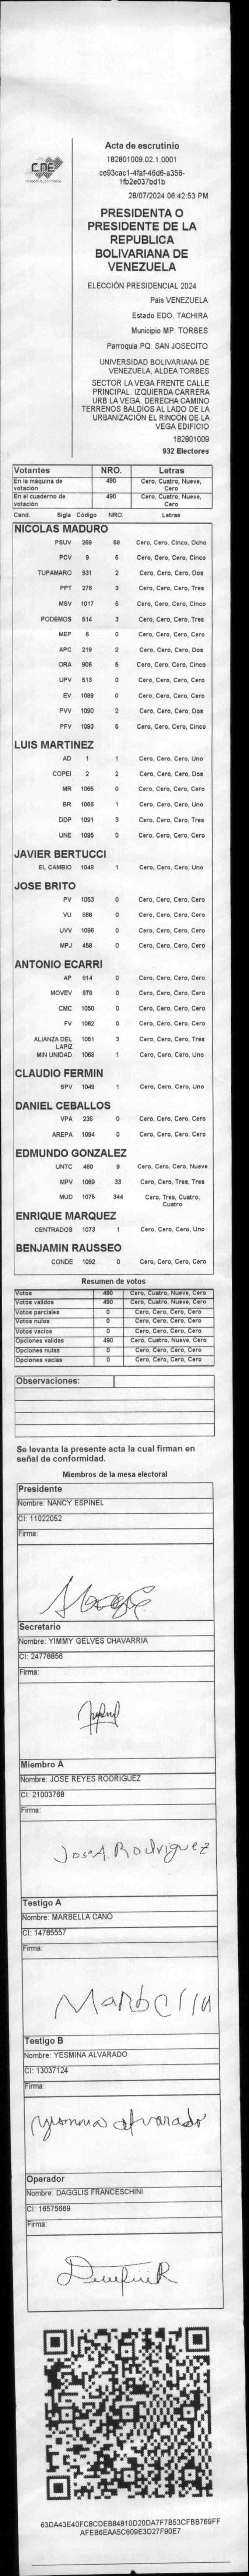 CNE
Acta de escrutinio
182801009.02.1.0001
ce93cac1-4faf-46d6-a356-
1fb2e037bd1b
28/07/2024 06:42:53 PM
PRESIDENTA O
PRESIDENTE DE LA
REPUBLICA
BOLIVARIANA DE
VENEZUELA
ELECCIÓN PRESIDENCIAL 2024
País VENEZUELA
Estado EDO. TACHIRA
Municipio MP. TORBES
Parroquia PQ. SAN JOSECITO
UNIVERSIDAD BOLIVARIANA DE
VENEZUELA, ALDEA TORBES
SECTOR LA VEGA FRENTE CALLE
PRINCIPAL. IZQUIERDA CARRERA
URB LA VEGA. DERECHA CAMINO
TERRENOS BALDIOS AL LADO DE LA
URBANIZACIÓN EL RINCÓN DE LA
VEGA EDIFICIO
182801009
932 Electores
Votantes NRO. Letras
En la máquina de votación 490 Cero, Cuatro, Nueve, Cero
En el cuaderno de votación 490 Cero, Cuatro, Nueve, Cero
Cand. Sigla Código NRO. Letras
NICOLAS MADURO
PSUV 269 58 Cero, Cero, Cinco, Ocho
PCV 9 5 Cero, Cero, Cero, Cinco
TUPAMARO 931 2 Cero, Cero, Cero, Dos
PPT 276 3 Cero, Cero, Cero, Tres
MSV 1017 5 Cero, Cero, Cero, Cinco
PODEMOS 514 3 Cero, Cero, Cero, Tres
MEP 6 0 Cero, Cero, Cero, Cero
APC 219 2 Cero, Cero, Cero, Dos
ORA 906 5 Cero, Cero, Cero, Cinco
UPV 513 0 Cero, Cero, Cero, Cero
EV 1089 0 Cero, Cero, Cero, Cero
PVV 1090 2 Cero, Cero, Cero, Dos
PFV 1093 5 Cero, Cero, Cero, Cinco
LUIS MARTINEZ
AD 1 1 Cero, Cero, Cero, Uno
COPEI 2 2 Cero, Cero, Cero, Dos
MR 1065 0 Cero, Cero, Cero, Cero
BR 1066 1 Cero, Cero, Cero, Uno
DDP 1091 3 Cero, Cero, Cero, Tres
UNE 1095 0 Cero, Cero, Cero, Cero
JAVIER BERTUCCI
EL CAMBIO 1048 1 Cero, Cero, Cero, Uno
JOSE BRITO
PV 1053 0 Cero, Cero, Cero, Cero
VU 868 0 Cero, Cero, Cero, Cero
UVV 1096 0 Cero, Cero, Cero, Cero
MPJ 458 0 Cero, Cero, Cero, Cero
ANTONIO ECARRI
AP 914 0 Cero, Cero, Cero, Cero
MOVEV 979 0 Cero, Cero, Cero, Cero
CMC 1050 0 Cero, Cero, Cero, Cero
FV 1062 0 Cero, Cero, Cero, Cero
ALIANZA DEL LAPIZ 1051 3 Cero, Cero, Cero, Tres
MIN UNIDAD 1068 1 Cero, Cero, Cero, Uno
CLAUDIO FERMIN
SPV 1049 1 Cero, Cero, Cero, Uno
DANIEL CEBALLOS
VPA 236 0 Cero, Cero, Cero, Cero
AREPA 1094 0 Cero, Cero, Cero, Cero
EDMUNDO GONZALEZ
UNTC 480 9 Cero, Cero, Cero, Nueve
MPV 1069 33 Cero, Cero, Tres, Tres
MUD 1075 344 Cero, Tres, Cuatro, Cuatro
ENRIQUE MARQUEZ
CENTRADOS 1073 1 Cero, Cero, Cero, Uno
BENJAMIN RAUSSEO
CONDE 1092 0 Cero, Cero, Cero, Cero
Resumen de votos
Votos 490 Cero, Cuatro, Nueve, Cero
Votos validos 490 Cero, Cuatro, Nueve, Cero
Votos parciales 0 Cero, Cero, Cero, Cero
Votos nulos 0 Cero, Cero, Cero, Cero
Votos vacios 0 Cero, Cero, Cero, Cero
Opciones validas 490 Cero, Cuatro, Nueve, Cero
Opciones nulas 0 Cero, Cero, Cero, Cero
Opciones vacias 0 Cero, Cero, Cero, Cero
Observaciones:
Se levanta la presente acta la cual firman en
señal de conformidad.
Miembros de la mesa electoral
Presidente
Nombre: NANCY ESPINEL
CI: 11022052
Firma:
Secretario
Nombre: YIMMY GELVES CHAVARRIA
CI: 24778856
Firma:
Miembro A
Nombre: JOSE REYES RODRIGUEZ
CI: 21003768
Firma:
Jose A. Rodriguez
Testigo A
Nombre: MARBELLA CANO
CI: 14785557
Firma:
Marbella
Testigo B
Nombre: YESMINA ALVARADO
CI: 13037124
Firma:
yesmina alvarado
Operador
Nombre: DAGGLIS FRANCESCHINI
CI: 16575669
Firma:
63DA43E40FC8CDEB84810D20DA7F7B53CFBB769FF
AFEB6EAA5C609E3D27F90E7